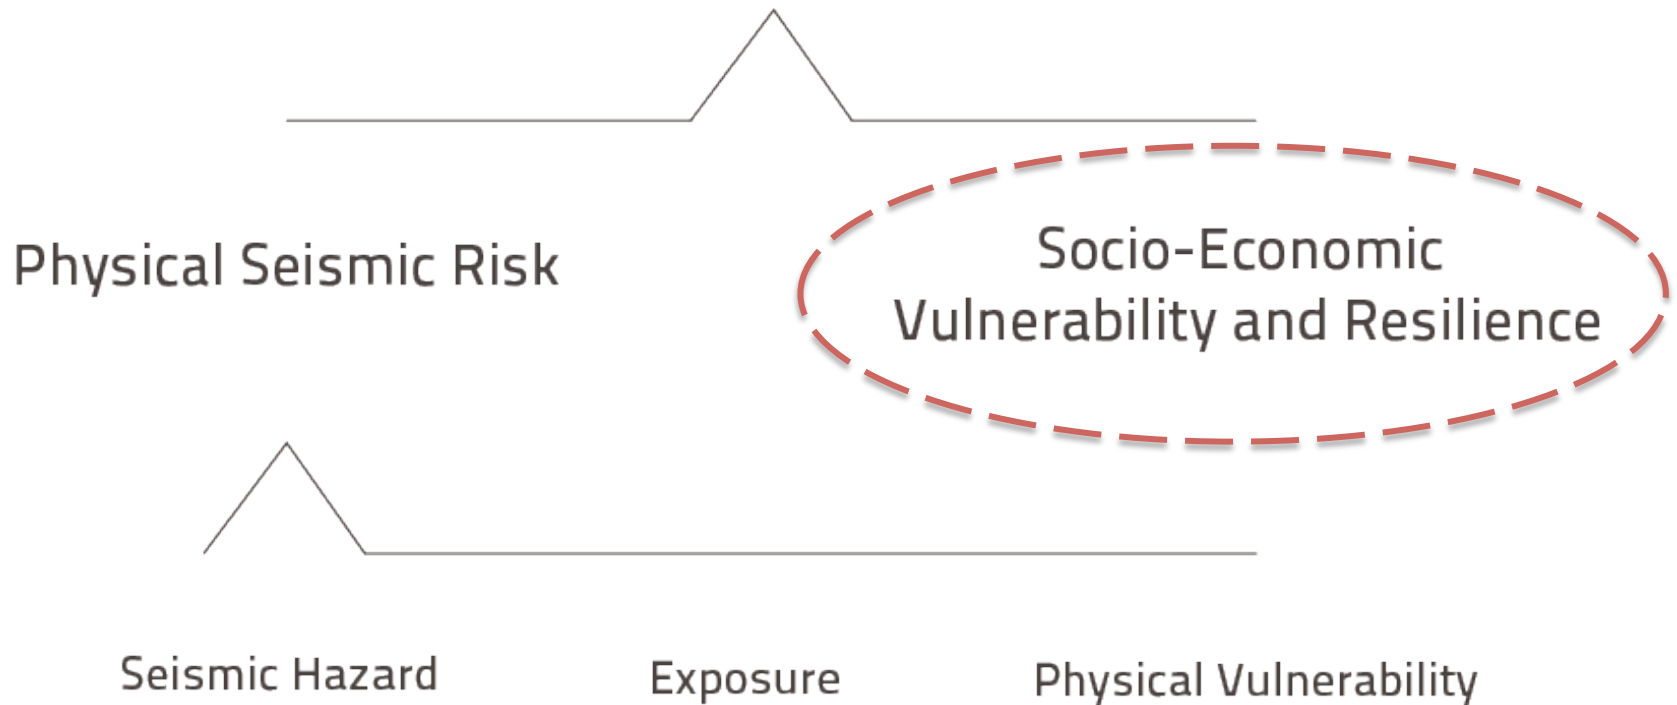 Physical Seismic Risk
Socio-Economic
Vulnerability and Resilience
Seismic Hazard
Exposure
Physical Vulnerability